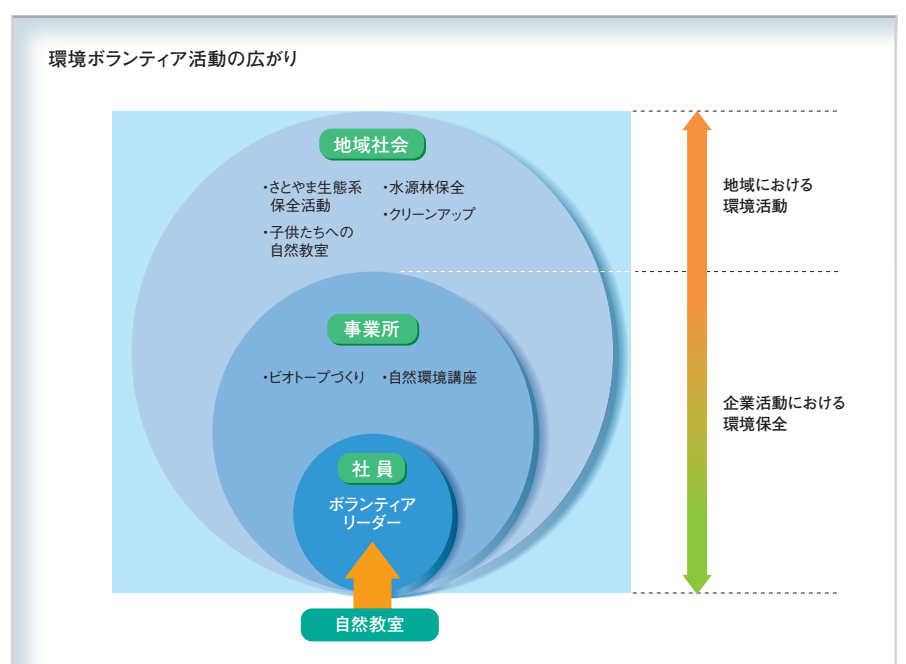 環境ボランティア活動の広がり
地域社会
・さとやま生態系
保全活動
・子供たちへの
自然教室
・水源林保全
・クリーンアップ
地域における
環境活動
事業所
・ビオトープづくり
・自然環境講座
企業活動における
環境保全
社員
ボランティア
リーダー
自然教室